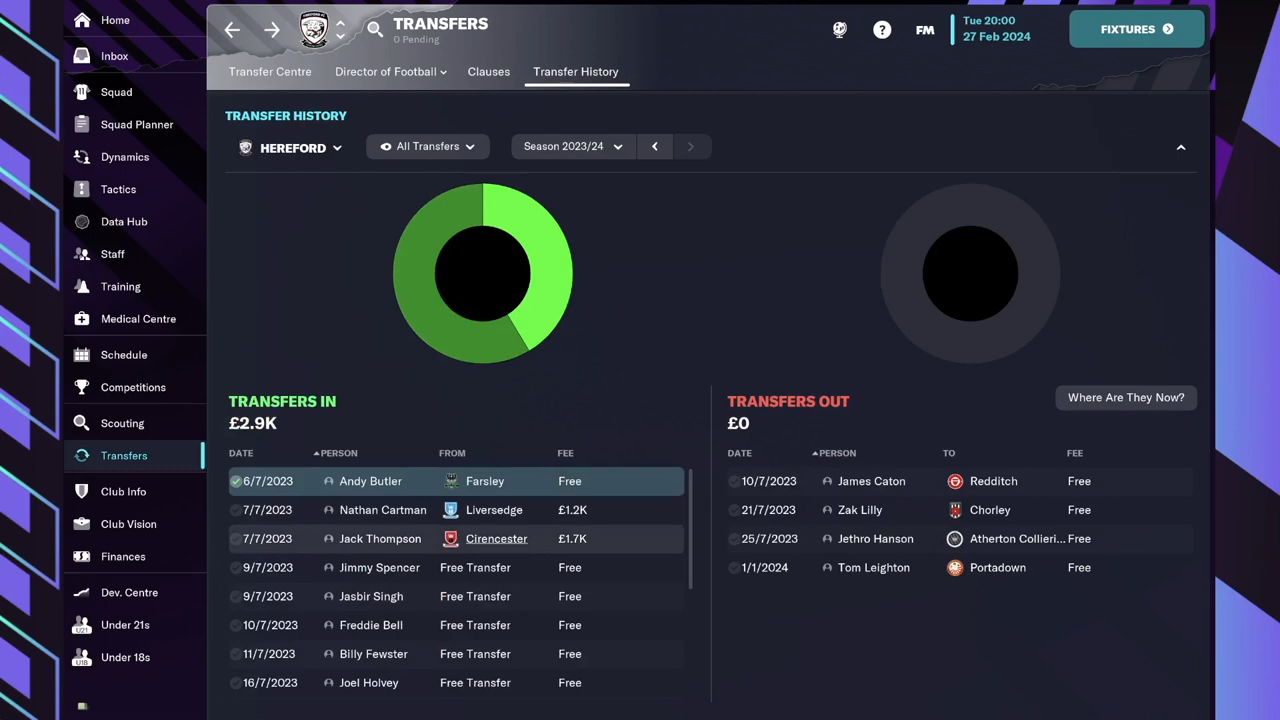 Home
Inbox
Squad
Squad Planner
Dynamics
Tactics
Data Hub
Staff
Training
Medical Centre
Schedule
Competitions
Scouting
Transfers
Club Info
Club Vision
Finances
Dev. Centre
U21 Under 21s
U18 Under 18s
TRANSFERS
0 Pending
? FM
Tue 20:00
27 Feb 2024
FIXTURES
Transfer Centre Director of Football Clauses Transfer History
TRANSFER HISTORY
HEREFORD All Transfers Season 2023/24
TRANSFERS IN
£2.9K
DATE PERSON FROM FEE
6/7/2023 Andy Butler Farsley Free
7/7/2023 Nathan Cartman Liversedge £1.2K
7/7/2023 Jack Thompson Cirencester £1.7K
9/7/2023 Jimmy Spencer Free Transfer Free
9/7/2023 Jasbir Singh Free Transfer Free
10/7/2023 Freddie Bell Free Transfer Free
11/7/2023 Billy Fewster Free Transfer Free
16/7/2023 Joel Holvey Free Transfer Free
TRANSFERS OUT
£0
Where Are They Now?
DATE PERSON TO FEE
10/7/2023 James Caton Redditch Free
21/7/2023 Zak Lilly Chorley Free
25/7/2023 Jethro Hanson Atherton Collieri... Free
1/1/2024 Tom Leighton Portadown Free